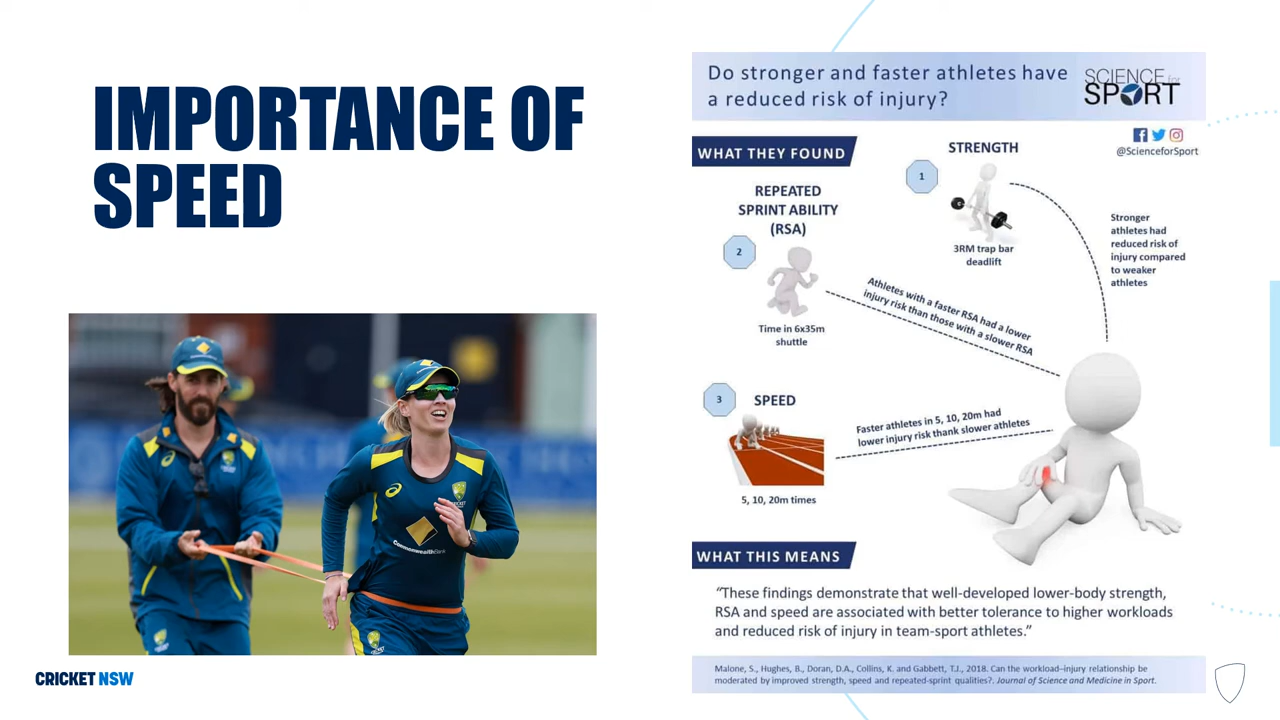 IMPORTANCE OF
SPEED
CommonwealthBank
CRICKET NSW
Do stronger and faster athletes have
a reduced risk of injury?
SCIENCE for
SPORT
@ScienceforSport
WHAT THEY FOUND
STRENGTH
1
3RM trap bar
deadlift
Stronger
athletes had
reduced risk of
injury compared
to weaker
athletes
REPEATED
SPRINT ABILITY
(RSA)
2
Time in 6x35m
shuttle
Athletes with a faster RSA had a lower
injury risk than those with a slower RSA
3
SPEED
5, 10, 20m times
Faster athletes in 5, 10, 20m had
lower injury risk thank slower athletes
WHAT THIS MEANS
“These findings demonstrate that well-developed lower-body strength,
RSA and speed are associated with better tolerance to higher workloads
and reduced risk of injury in team-sport athletes.”
Malone, S., Hughes, B., Doran, D.A., Collins, K. and Gabbett, T.J., 2018. Can the workload–injury relationship be
moderated by improved strength, speed and repeated-sprint qualities?. Journal of Science and Medicine in Sport.